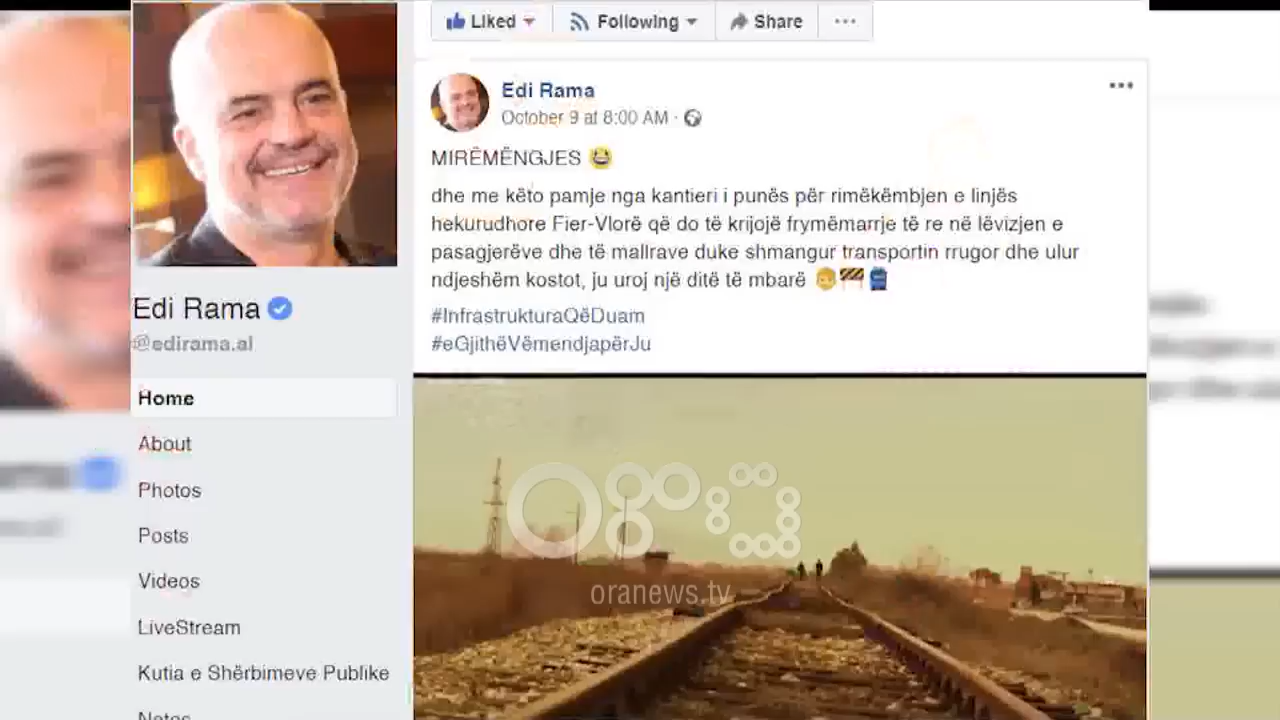 Liked
Following
Share
Edi Rama
October 9 at 8:00 AM
MIRËMËNGJES
dhe me këto pamje nga kantieri i punës për rimëkëmbjen e linjës
hekurudhore Fier-Vlorë që do të krijojë frymëmarrje të re në lëvizjen e
pasagjerëve dhe të mallrave duke shmangur transportin rrugor dhe ulur
ndjeshëm kostot, ju uroj një ditë të mbarë
#InfrastrukturaQëDuam
#eGjithëVëmendjapërJu
Edi Rama
@edirama.al
Home
About
Photos
Posts
Videos
LiveStream
Kutia e Shërbimeve Publike
Notes
oranews.tv